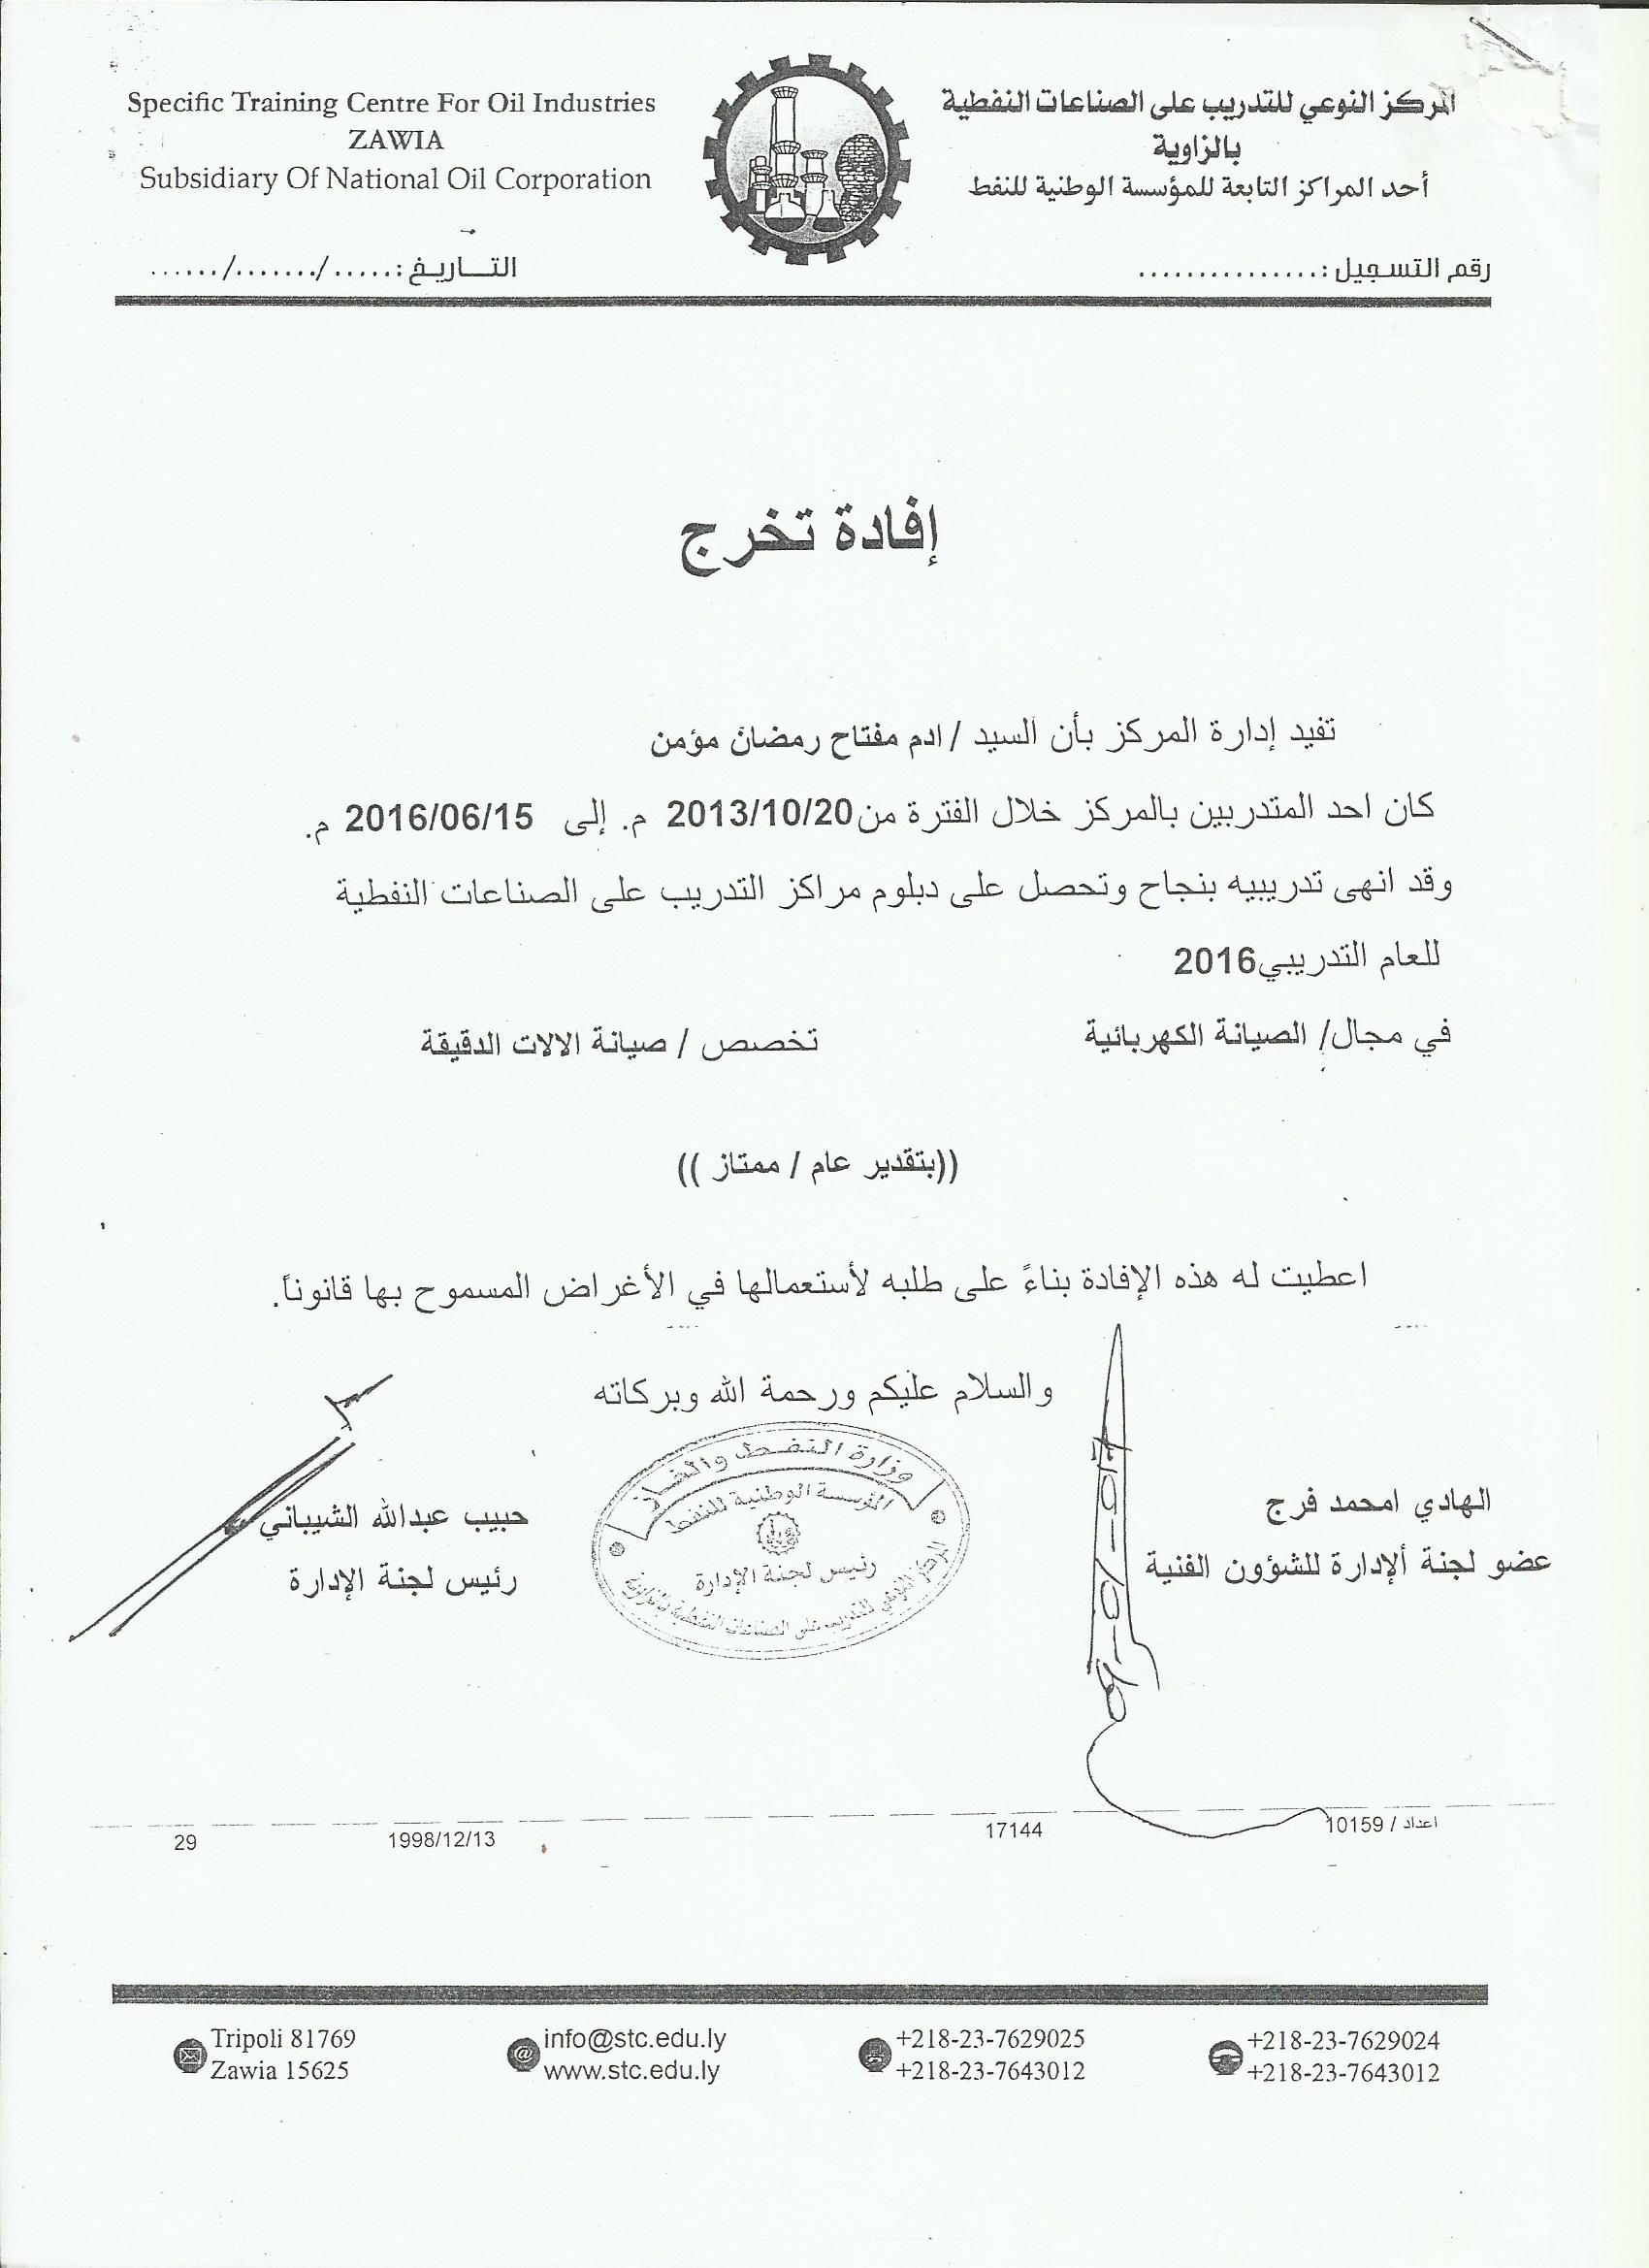 Specific Training Centre For Oil Industries
ZAWIA
Subsidiary Of National Oil Corporation
المركز النوعي للتدريب على الصناعات النفطية
بالزاوية
أحد المراكز التابعة للمؤسسة الوطنية للنفط
رقم التسجيل :...............
التـــاريخ :...../......./......
إفادة تخرج
تفيد إدارة المركز بأن السيد / ادم مفتاح رمضان مؤمن
كان احد المتدربين بالمركز خلال الفترة من2013/10/20 م. إلى 2016/06/15 م.
وقد انهى تدريبيه بنجاح وتحصل على دبلوم مراكز التدريب على الصناعات النفطية
للعام التدريبي2016
في مجال/ الصيانة الكهربائية تخصص / صيانة الالات الدقيقة
((بتقدير عام / ممتاز ))
اعطيت له هذه الإفادة بناءً على طلبه لأستعمالها في الأغراض المسموح بها قانوناً.
والسلام عليكم ورحمة الله وبركاته
وزارة النفط والغاز
المؤسسة الوطنية للنفط
رئيس لجنة الإدارة
المركز النوعي للتدريب على الصناعات النفطية بالزاوية
الهادي امحمد فرج
عضو لجنة ألإدارة للشؤون الفنية
حبيب عبدالله الشيباني
رئيس لجنة الإدارة
اعداد / 10159 17144 1998/12/13 29
Tripoli 81769
Zawia 15625
info@stc.edu.ly
www.stc.edu.ly
+218-23-7629025
+218-23-7643012
+218-23-7629024
+218-23-7643012